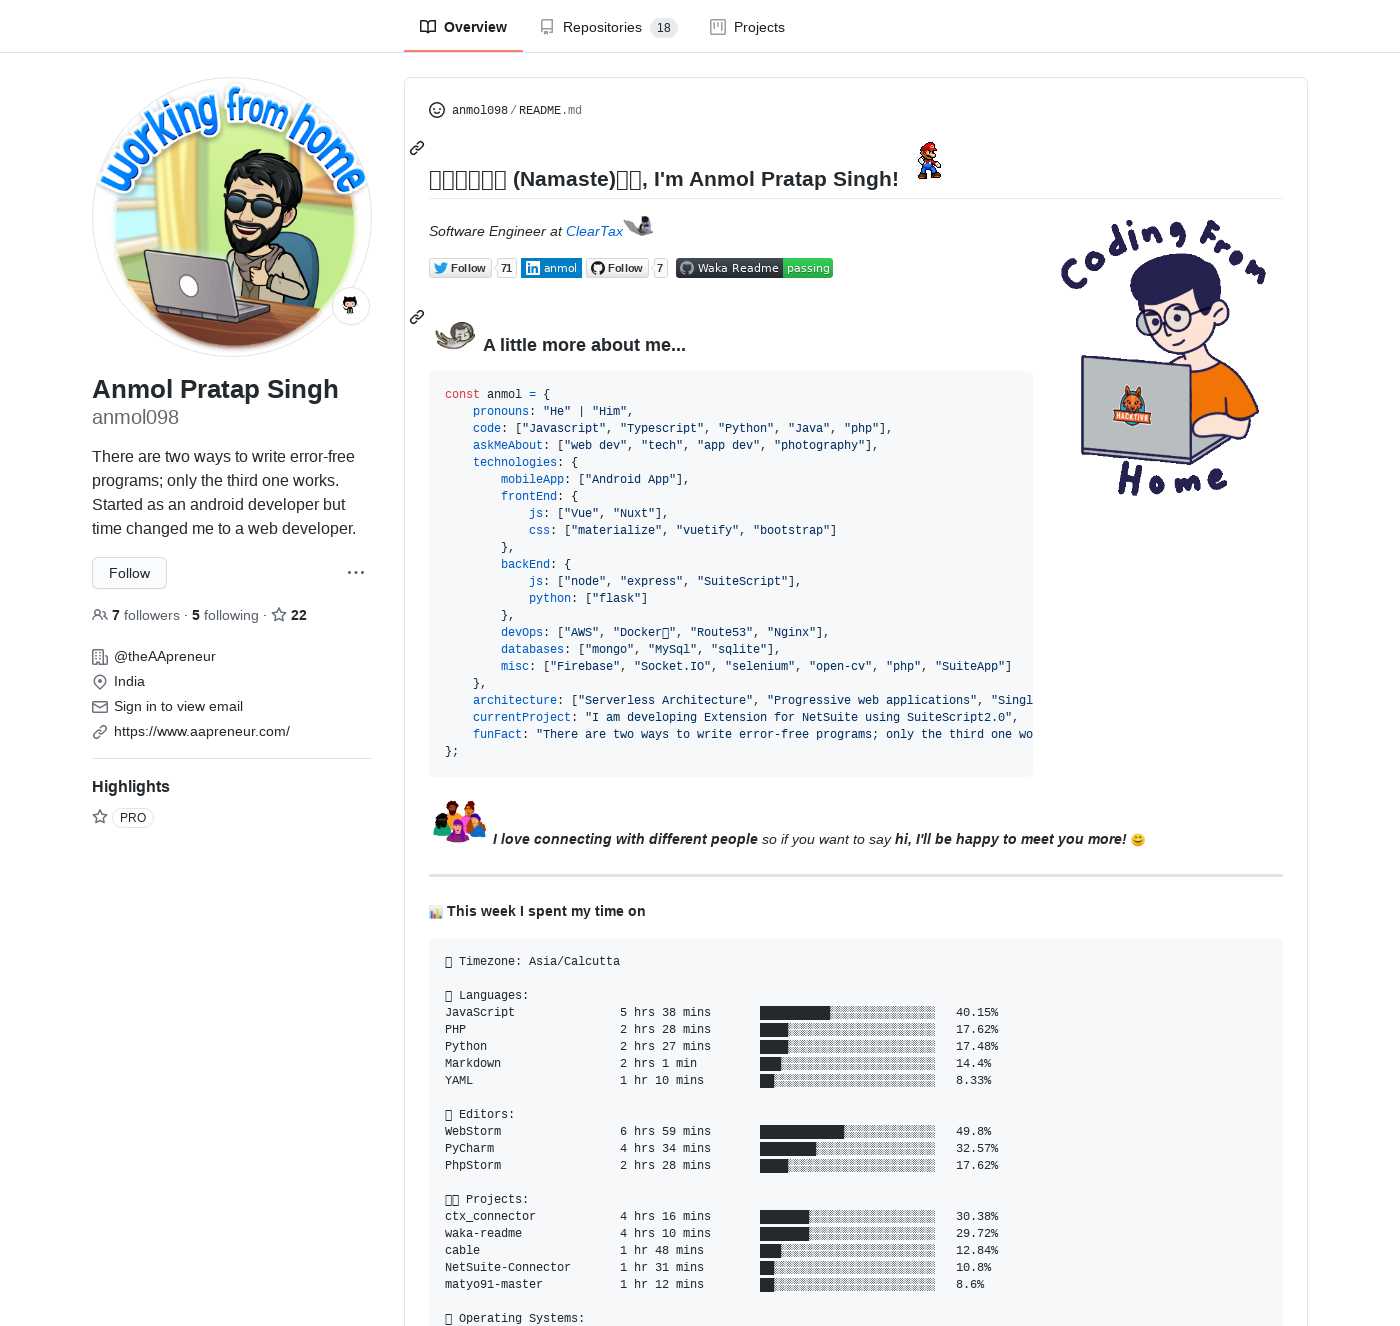 Overview
Repositories 18
Projects
working from home
Anmol Pratap Singh
anmol098
There are two ways to write error-free
programs; only the third one works.
Started as an android developer but
time changed me to a web developer.
Follow
7 followers · 5 following · 22
@theAApreneur
India
Sign in to view email
https://www.aapreneur.com/
Highlights
PRO
anmol098/README.md
(Namaste), I'm Anmol Pratap Singh!
Software Engineer at ClearTax
Follow 71 anmol Follow 7 Waka Readme passing
Coding From
HACKTIV8
Home
A little more about me...
const anmol = {
    pronouns: "He" | "Him",
    code: ["Javascript", "Typescript", "Python", "Java", "php"],
    askMeAbout: ["web dev", "tech", "app dev", "photography"],
    technologies: {
        mobileApp: ["Android App"],
        frontEnd: {
            js: ["Vue", "Nuxt"],
            css: ["materialize", "vuetify", "bootstrap"]
        },
        backEnd: {
            js: ["node", "express", "SuiteScript"],
            python: ["flask"]
        },
        devOps: ["AWS", "Docker", "Route53", "Nginx"],
        databases: ["mongo", "MySql", "sqlite"],
        misc: ["Firebase", "Socket.IO", "selenium", "open-cv", "php", "SuiteApp"]
    },
    architecture: ["Serverless Architecture", "Progressive web applications", "Singl
    currentProject: "I am developing Extension for NetSuite using SuiteScript2.0",
    funFact: "There are two ways to write error-free programs; only the third one wo
};
I love connecting with different people so if you want to say hi, I'll be happy to meet you more! 😊
📊 This week I spent my time on
Timezone: Asia/Calcutta
Languages:
JavaScript 5 hrs 38 mins 40.15%
PHP 2 hrs 28 mins 17.62%
Python 2 hrs 27 mins 17.48%
Markdown 2 hrs 1 min 14.4%
YAML 1 hr 10 mins 8.33%
Editors:
WebStorm 6 hrs 59 mins 49.8%
PyCharm 4 hrs 34 mins 32.57%
PhpStorm 2 hrs 28 mins 17.62%
Projects:
ctx_connector 4 hrs 16 mins 30.38%
waka-readme 4 hrs 10 mins 29.72%
cable 1 hr 48 mins 12.84%
NetSuite-Connector 1 hr 31 mins 10.8%
matyo91-master 1 hr 12 mins 8.6%
Operating Systems: